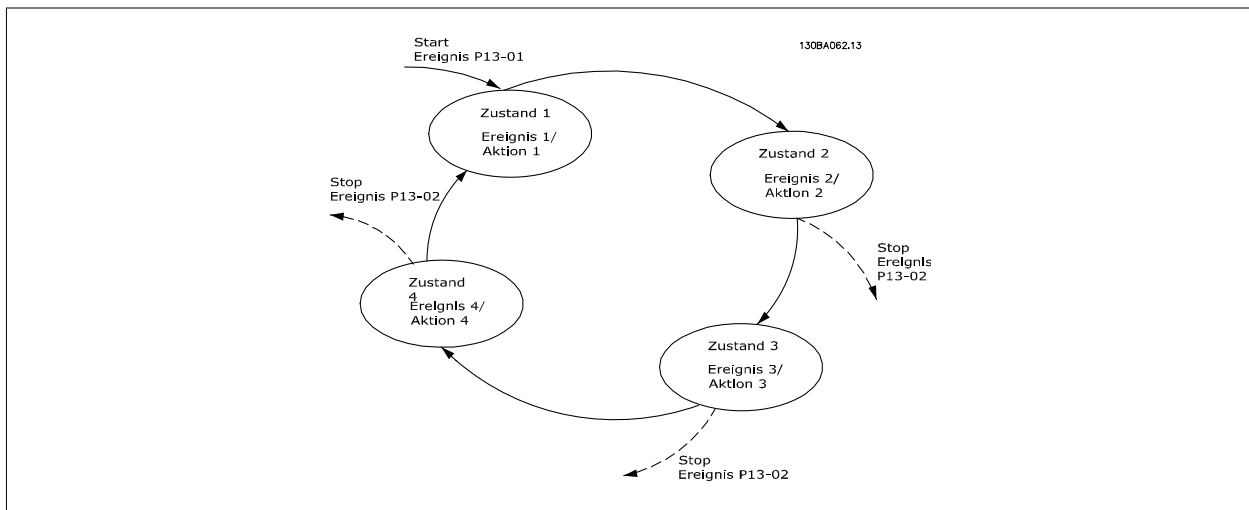 Start
Ereignis P13-01
130BA062.13
Zustand 1
Ereignis 1/
Aktion 1
Zustand 2
Ereignis 2/
Aktion 2
Stop
Ereignis P13-02
Stop
Ereignis
P13-02
Zustand
4
Ereignis 4/
Aktion 4
Zustand 3
Ereignis 3/
Aktion 3
Stop
Ereignis P13-02